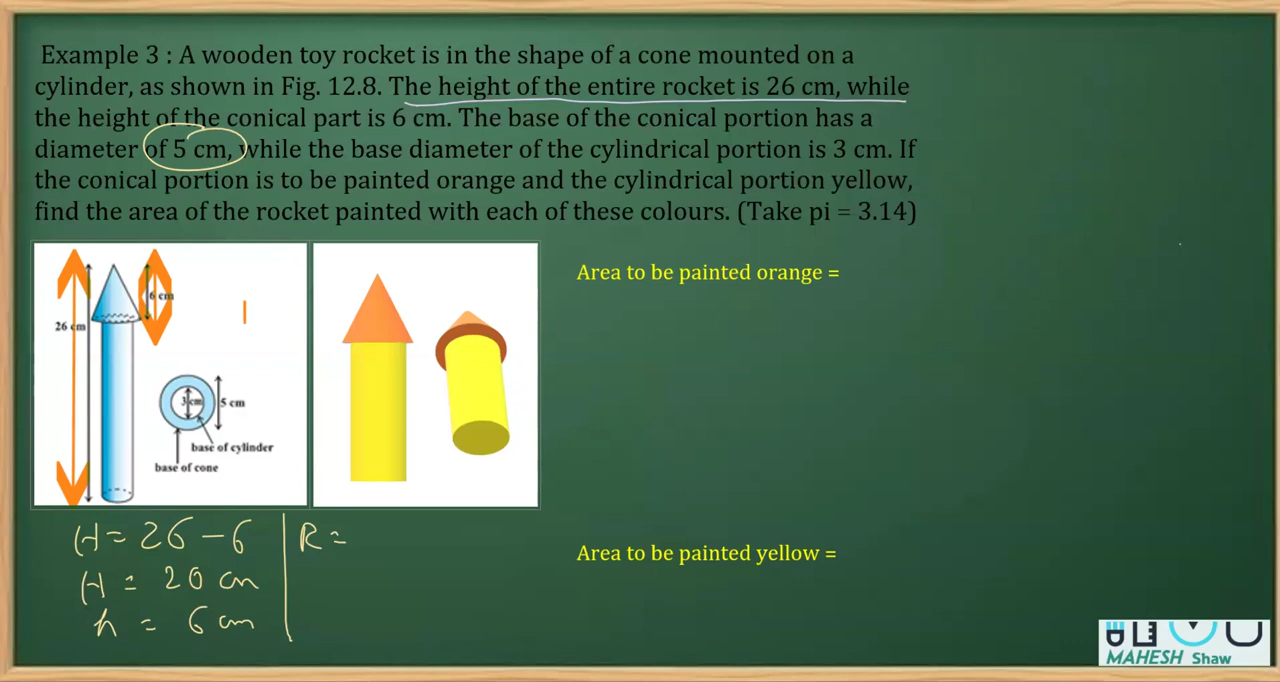 Example 3 : A wooden toy rocket is in the shape of a cone mounted on a
cylinder, as shown in Fig. 12.8. The height of the entire rocket is 26 cm, while
the height of the conical part is 6 cm. The base of the conical portion has a
diameter of 5 cm, while the base diameter of the cylindrical portion is 3 cm. If
the conical portion is to be painted orange and the cylindrical portion yellow,
find the area of the rocket painted with each of these colours. (Take pi = 3.14)
6 cm
26 cm
3 cm
5 cm
base of cylinder
base of cone
Area to be painted orange =
H = 26 - 6
H = 20 cm
h = 6 cm
R =
Area to be painted yellow =
MAHESH Shaw